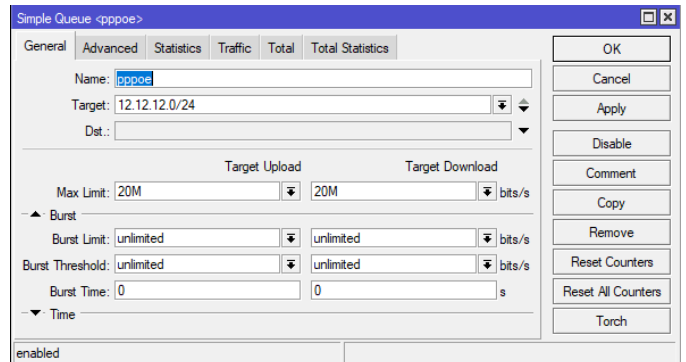 Simple Queue <pppoe>
General Advanced Statistics Traffic Total Total Statistics
OK
Name: pppoe
Cancel
Target: 12.12.12.0/24
Apply
Dst.:
Disable
Target Upload Target Download
Comment
Max Limit: 20M 20M bits/s
Copy
Burst
Remove
Burst Limit: unlimited unlimited bits/s
Burst Threshold: unlimited unlimited bits/s
Reset Counters
Burst Time: 0 0 s
Reset All Counters
Time
Torch
enabled